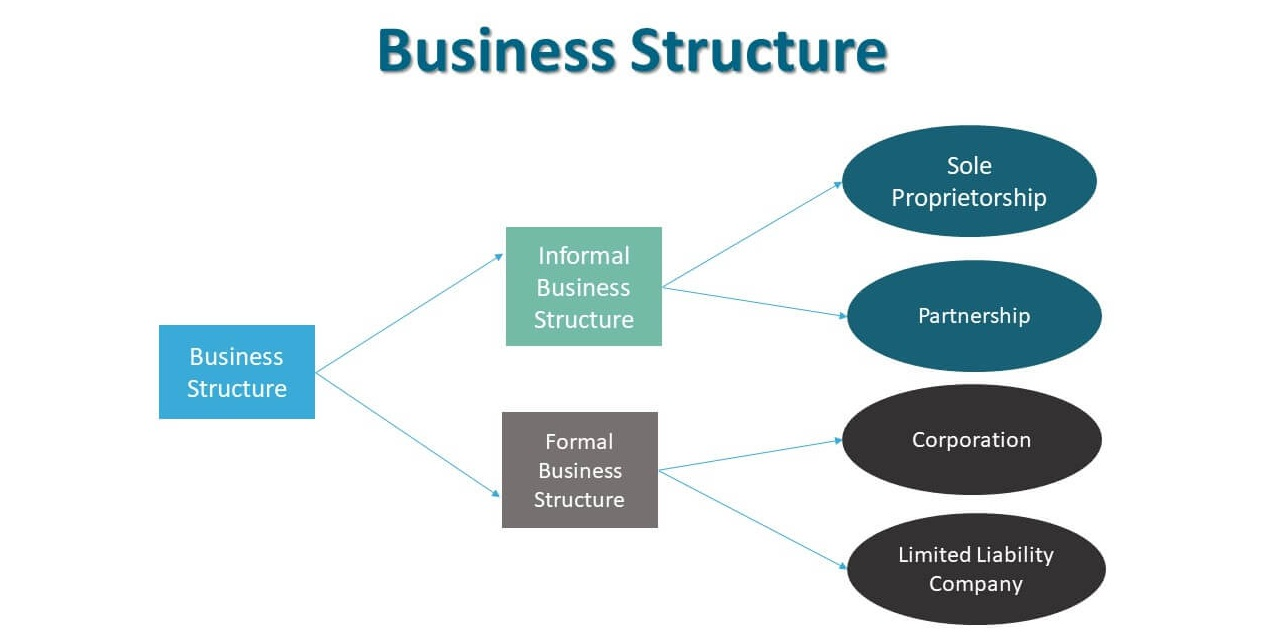 Business Structure
Business
Structure
Informal
Business
Structure
Formal
Business
Structure
Sole
Proprietorship
Partnership
Corporation
Limited Liability
Company